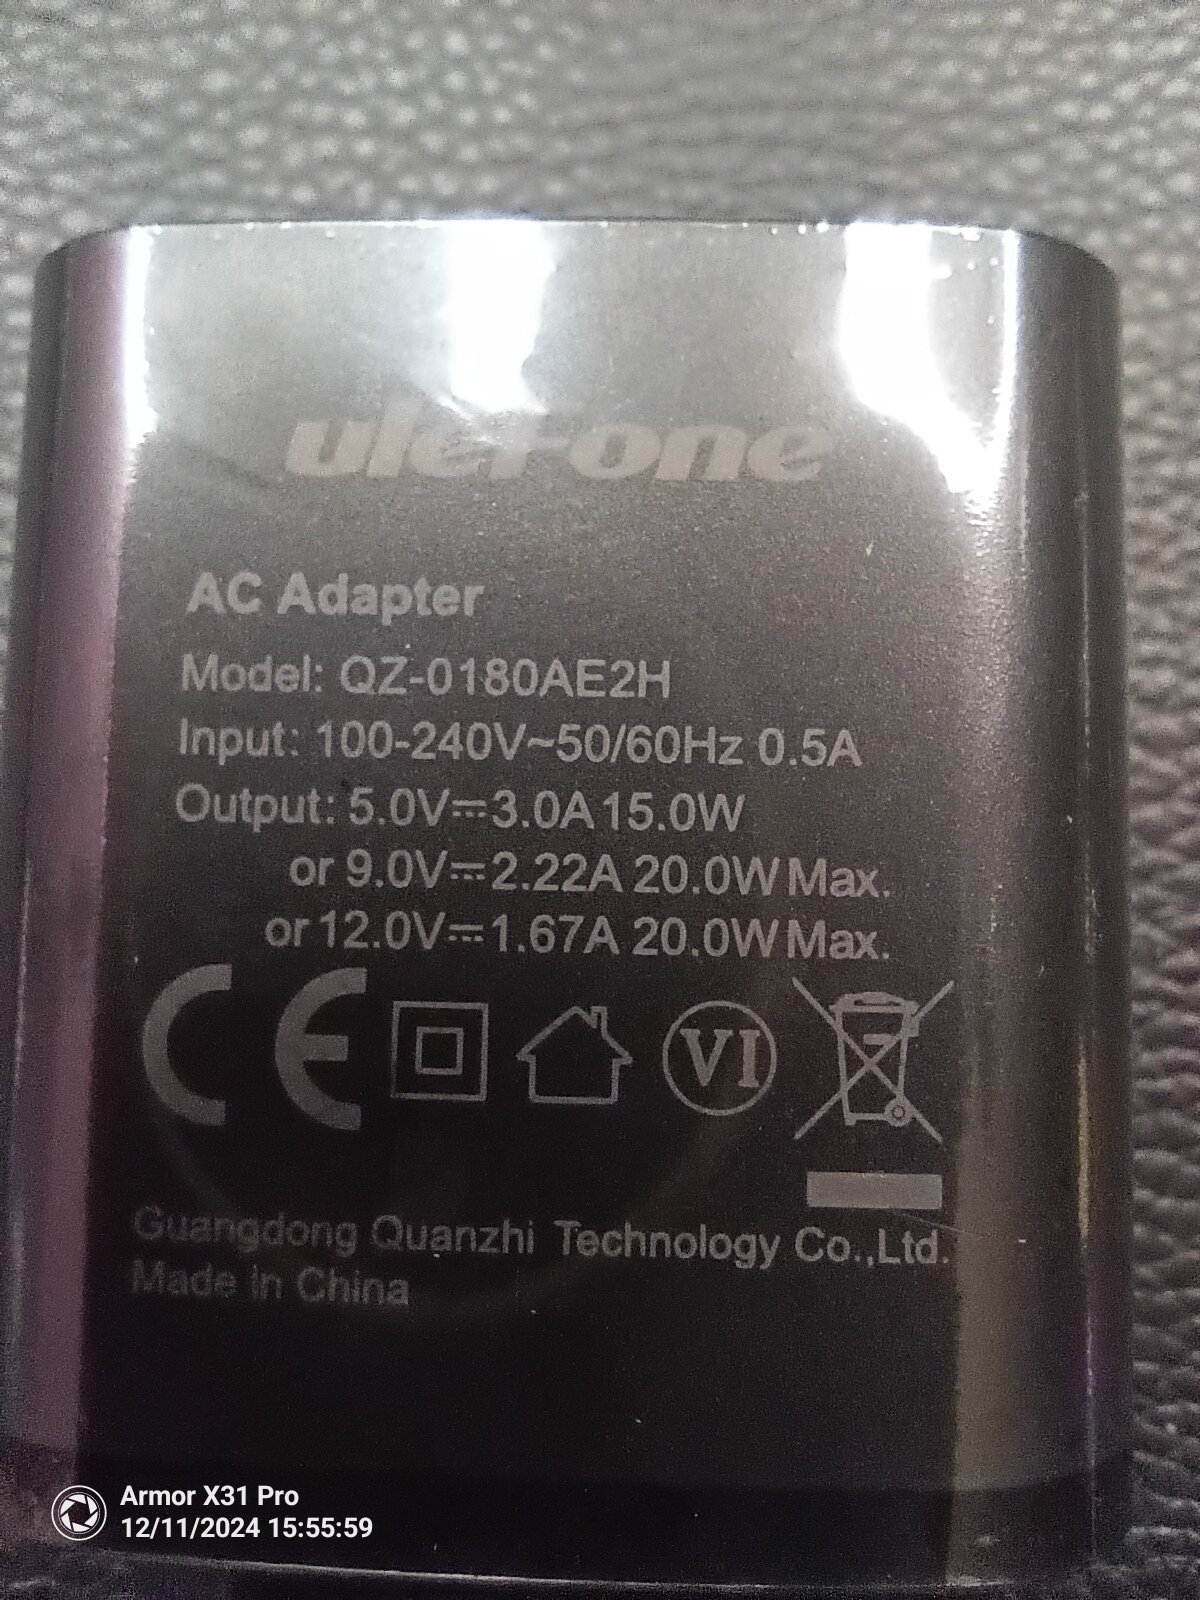 ulefone
AC Adapter
Model: QZ-0180AE2H
Input: 100-240V~50/60Hz 0.5A
Output: 5.0V⎓3.0A 15.0W
or 9.0V⎓2.22A 20.0W Max.
or 12.0V⎓1.67A 20.0W Max.
CE VI
Guangdong Quanzhi Technology Co.,Ltd.
Made in China
Armor X31 Pro
12/11/2024 15:55:59